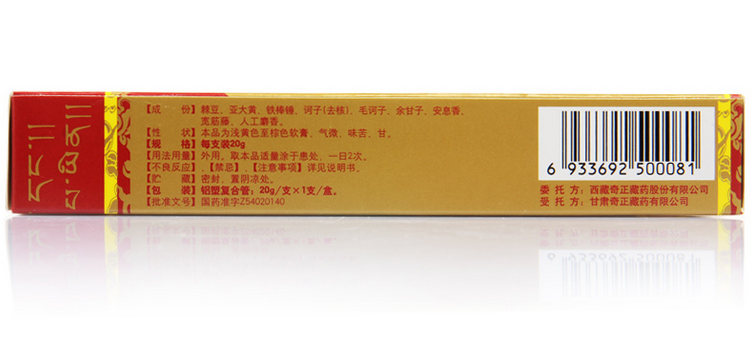 དང་།།
པ་ཨིན།།
【成 份】棘豆、亚大黄、铁棒锤、诃子(去核)、毛诃子、余甘子、安息香、
宽筋藤、人工麝香。
【性 状】本品为浅黄色至棕色软膏，气微，味苦、甘。
【规 格】每支装20g
【用法用量】外用。取本品适量涂于患处，一日2次。
【不良反应】、【禁忌】、【注意事项】详见说明书。
【贮 藏】密封，置阴凉处。
【包 装】铝塑复合管；20g/支×1支/盒。
【批准文号】国药准字Z54020140
6 933692 500081
委 托 方：西藏奇正藏药股份有限公司
受 托 方：甘肃奇正藏药有限公司